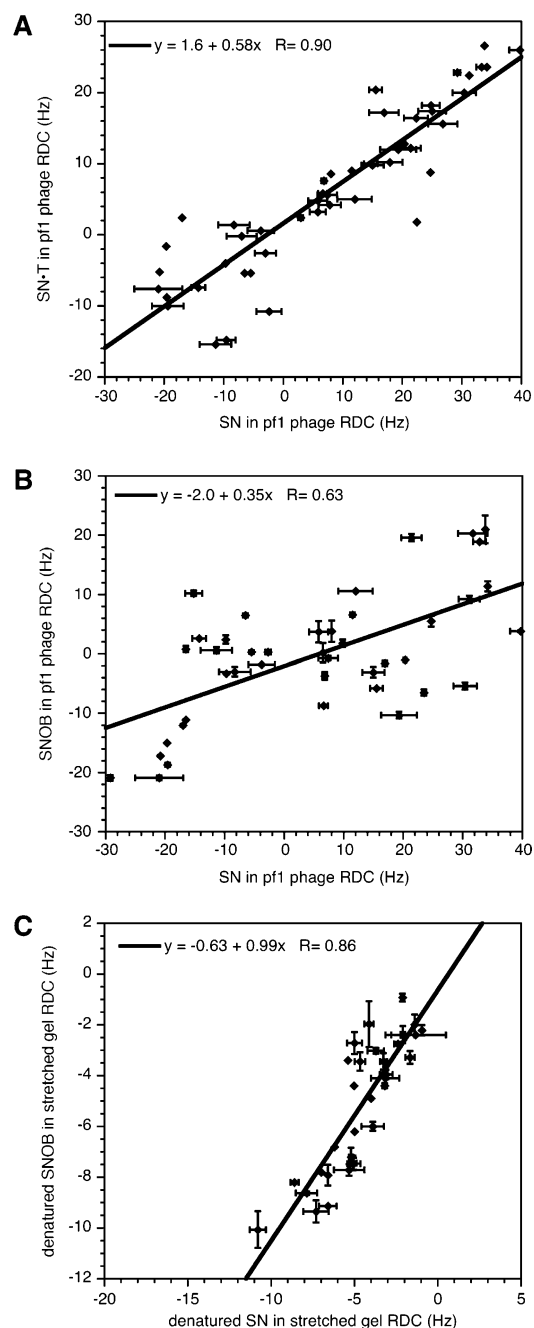 A
y = 1.6 + 0.58x R= 0.90
30
20
10
0
-10
-20
SN•T in pf1 phage RDC (Hz)
-30 -20 -10 0 10 20 30 40
SN in pf1 phage RDC (Hz)
B
y = -2.0 + 0.35x R= 0.63
30
20
10
0
-10
-20
-30
SNOB in pf1 phage RDC (Hz)
-30 -20 -10 0 10 20 30 40
SN in pf1 phage RDC (Hz)
C
y = -0.63 + 0.99x R= 0.86
2
0
-2
-4
-6
-8
-10
-12
denatured SNOB in stretched gel RDC (Hz)
-20 -15 -10 -5 0 5
denatured SN in stretched gel RDC (Hz)